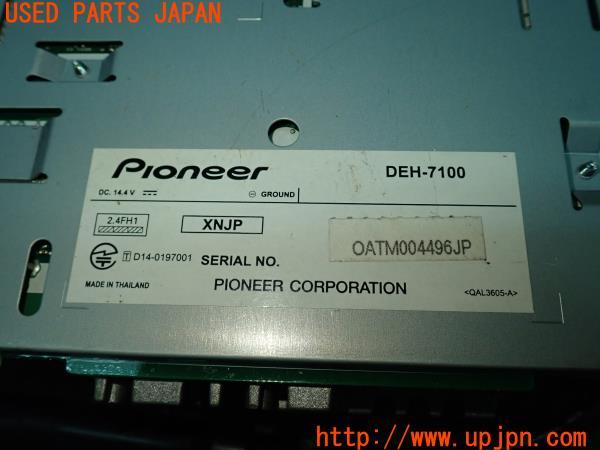 USED PARTS JAPAN
Pioneer
DEH-7100
DC. 14.4 V
⊖ GROUND
2.4FH1
XNJP
T D14-0197001
SERIAL NO.
OATM004496JP
MADE IN THAILAND
PIONEER CORPORATION
<QAL3605-A>
http://www.upjpn.com